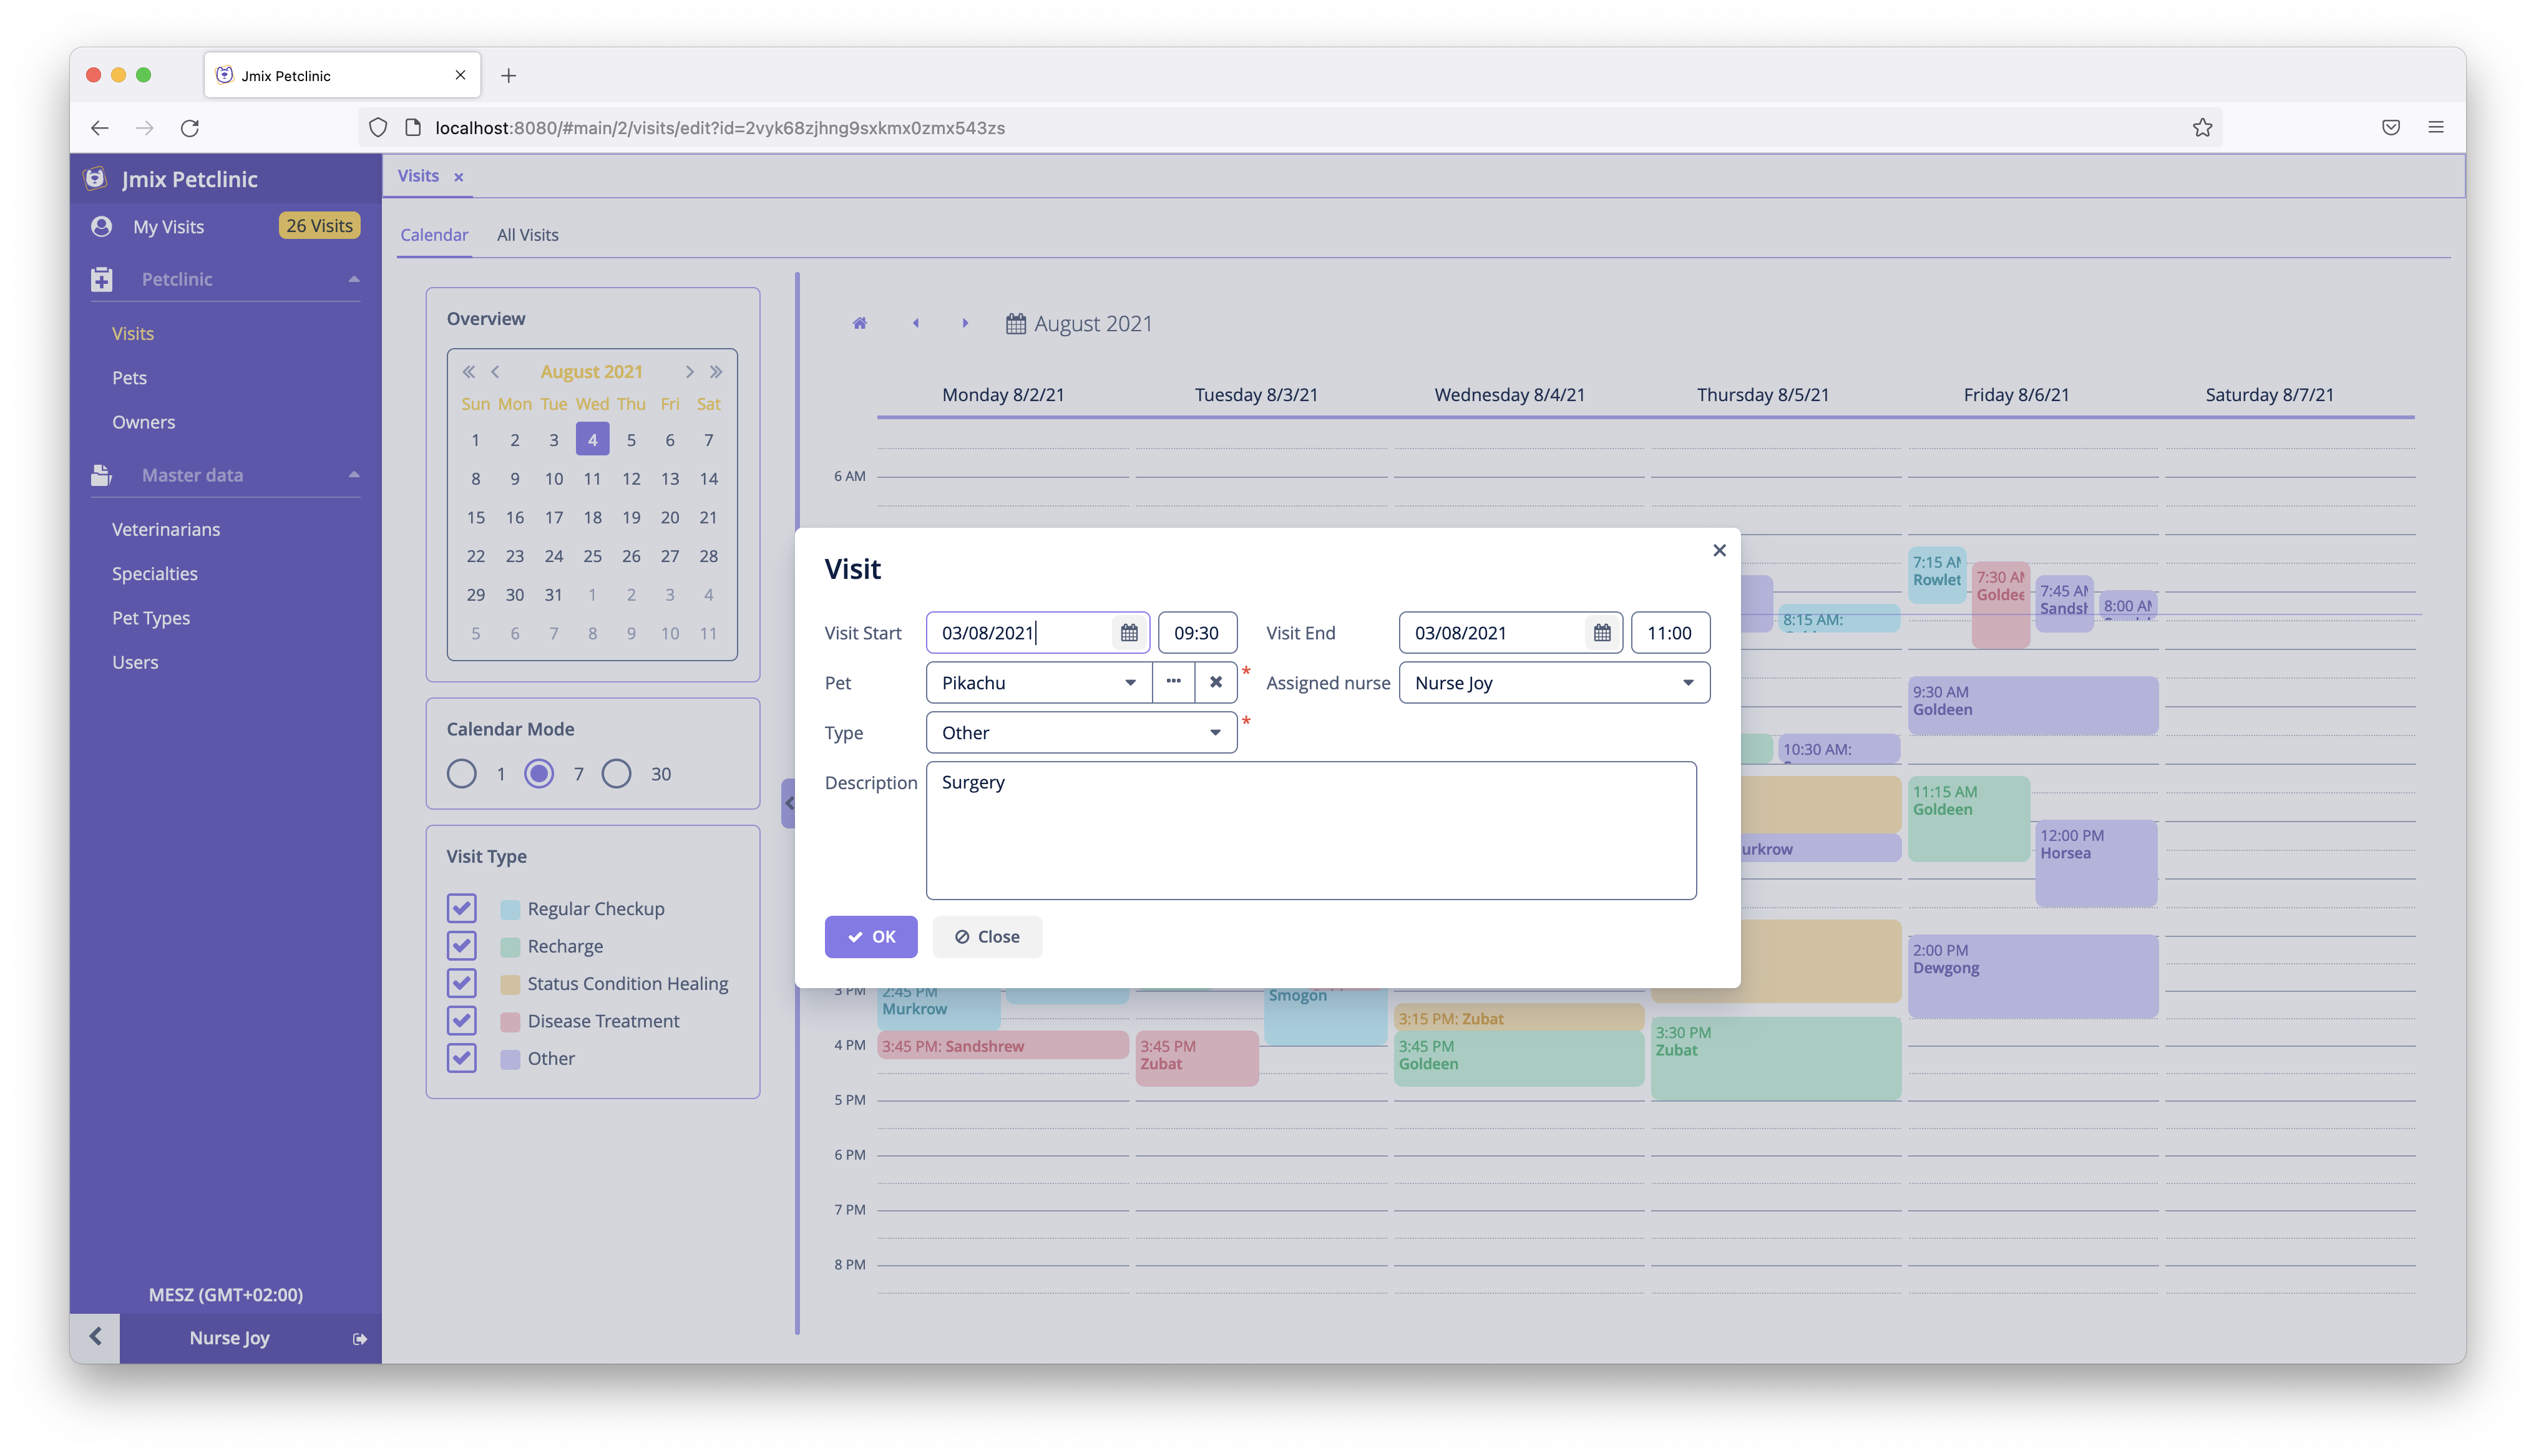 Jmix Petclinic
localhost:8080/#main/2/visits/edit?id=2vyk68zjhng9sxkmx0zmx543zs
Jmix Petclinic
My Visits 26 Visits
Petclinic
Visits
Pets
Owners
Master data
Veterinarians
Specialties
Pet Types
Users
MESZ (GMT+02:00)
Nurse Joy
Visits
Calendar All Visits
Overview
August 2021
Sun Mon Tue Wed Thu Fri Sat
1 2 3 4 5 6 7
8 9 10 11 12 13 14
15 16 17 18 19 20 21
22 23 24 25 26 27 28
29 30 31 1 2 3 4
5 6 7 8 9 10 11
Calendar Mode
1 7 30
Visit Type
Regular Checkup
Recharge
Status Condition Healing
Disease Treatment
Other
August 2021
Monday 8/2/21 Tuesday 8/3/21 Wednesday 8/4/21 Thursday 8/5/21 Friday 8/6/21 Saturday 8/7/21
6 AM
Visit
Visit Start 03/08/2021 09:30 Visit End 03/08/2021 11:00
Pet Pikachu * Assigned nurse Nurse Joy
Type Other *
Description Surgery
OK Close
8:15 AM:
10:30 AM:
urkrow
7:15 AM
Rowlet
7:30 AM
Goldee
7:45 AM
Sandsh
8:00 AM
9:30 AM
Goldeen
11:15 AM
Goldeen
12:00 PM
Horsea
2:00 PM
Dewgong
3 PM
2:45 PM
Murkrow
Smogon
3:15 PM: Zubat
4 PM
3:45 PM: Sandshrew
3:45 PM
Zubat
3:45 PM
Goldeen
3:30 PM
Zubat
5 PM
6 PM
7 PM
8 PM